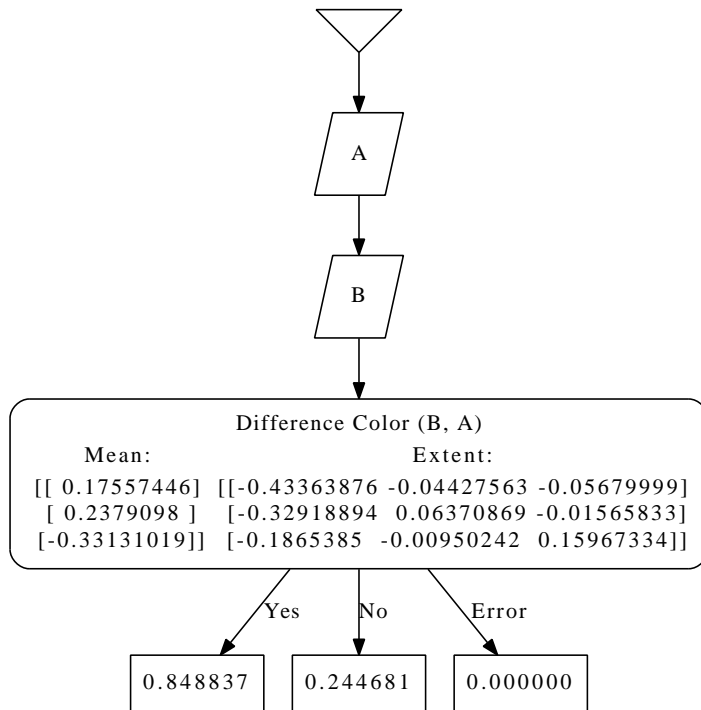 A
B
Difference Color (B, A)
Mean: Extent:
[[ 0.17557446] [[-0.43363876 -0.04427563 -0.05679999]
[ 0.2379098 ] [-0.32918894 0.06370869 -0.01565833]
[-0.33131019]] [-0.1865385 -0.00950242 0.15967334]]
Yes No Error
0.848837 0.244681 0.000000